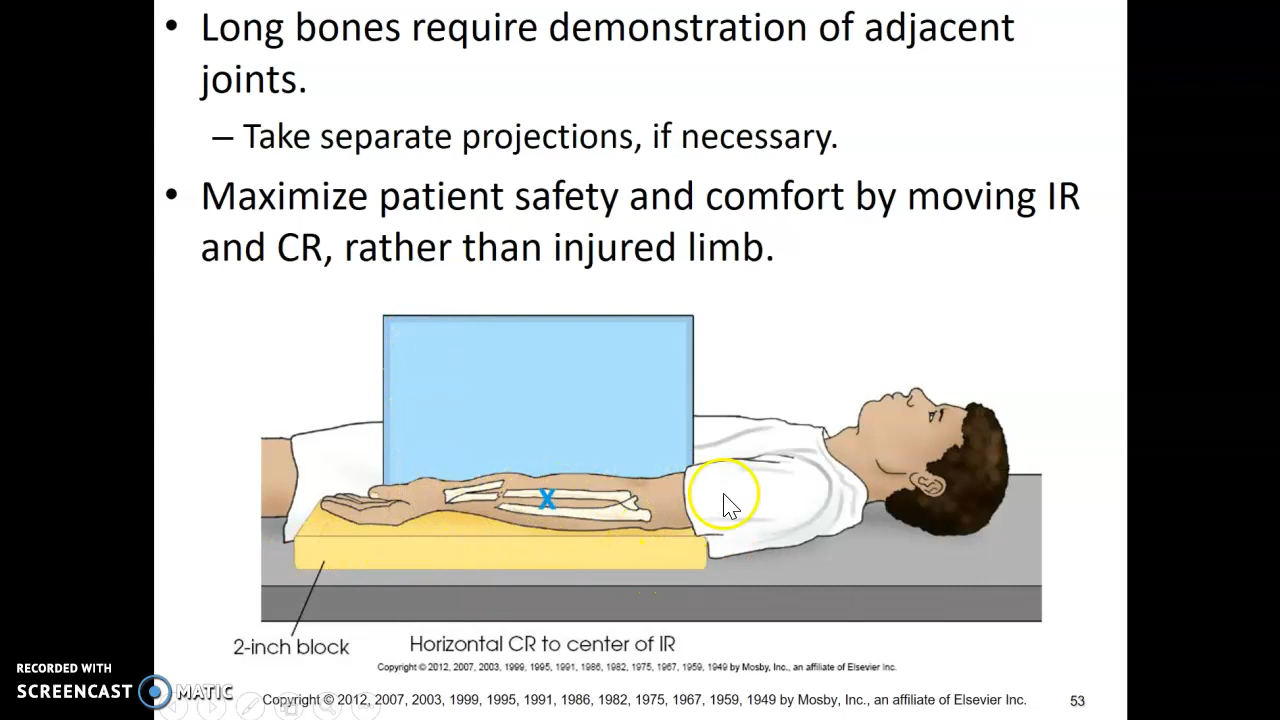 • Long bones require demonstration of adjacent
joints.
– Take separate projections, if necessary.
• Maximize patient safety and comfort by moving IR
and CR, rather than injured limb.
X
2-inch block
Horizontal CR to center of IR
Copyright © 2012, 2007, 2003, 1999, 1995, 1991, 1986, 1982, 1975, 1967, 1959, 1949 by Mosby, Inc., an affiliate of Elsevier Inc.
RECORDED WITH
SCREENCAST MATIC
Copyright © 2012, 2007, 2003, 1999, 1995, 1991, 1986, 1982, 1975, 1967, 1959, 1949 by Mosby, Inc., an affiliate of Elsevier Inc.
53